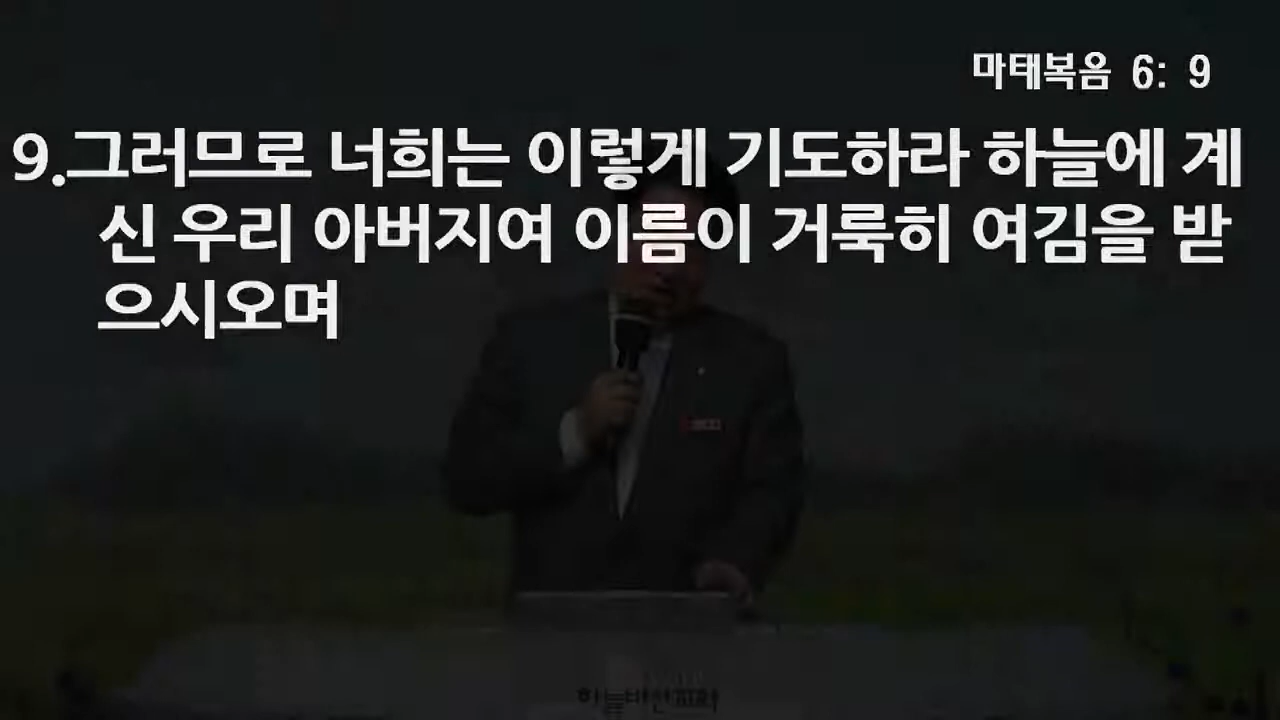 마태복음 6: 9
9.그러므로 너희는 이렇게 기도하라 하늘에 계
신 우리 아버지여 이름이 거룩히 여김을 받
으시오며